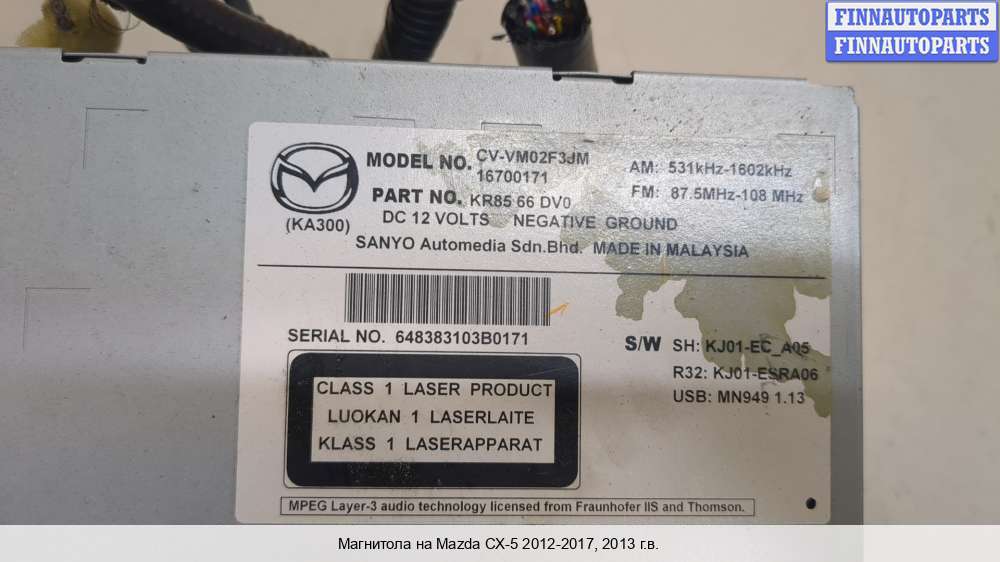 FINNAUTOPARTS
FINNAUTOPARTS
MODEL NO. CV-VM02F3JM
16700171
AM: 531kHz-1602kHz
FM: 87.5MHz-108 MHz
PART NO. KR85 66 DV0
(KA300)
DC 12 VOLTS NEGATIVE GROUND
SANYO Automedia Sdn.Bhd. MADE IN MALAYSIA
SERIAL NO. 648383103B0171
S/W SH: KJ01-EC_A05
R32: KJ01-ESRA06
USB: MN949 1.13
CLASS 1 LASER PRODUCT
LUOKAN 1 LASERLAITE
KLASS 1 LASERAPPARAT
MPEG Layer-3 audio technology licensed from Fraunhofer IIS and Thomson.
Магнитола на Mazda CX-5 2012-2017, 2013 г.в.